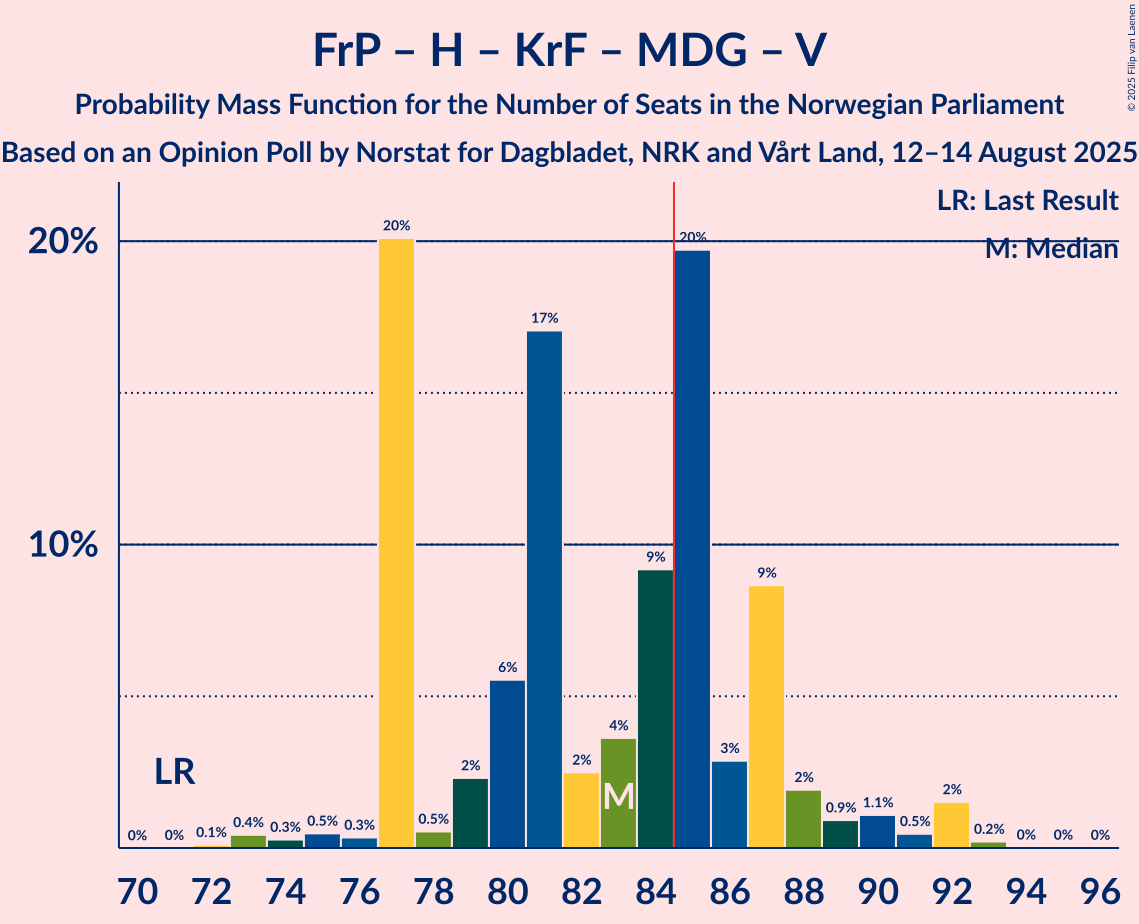 FrP – H – KrF – MDG – V
Probability Mass Function for the Number of Seats in the Norwegian Parliament
Based on an Opinion Poll by Norstat for Dagbladet, NRK and Vårt Land, 12–14 August 2025
© 2025 Filip van Laenen
LR: Last Result
M: Median
20%
10%
0% 0% 0.1% 0.4% 0.3% 0.5% 0.3% 20% 0.5% 2% 6% 17% 2% 4% 9% 20% 3% 9% 2% 0.9% 1.1% 0.5% 2% 0.2% 0% 0% 0%
LR
M
70 72 74 76 78 80 82 84 86 88 90 92 94 96